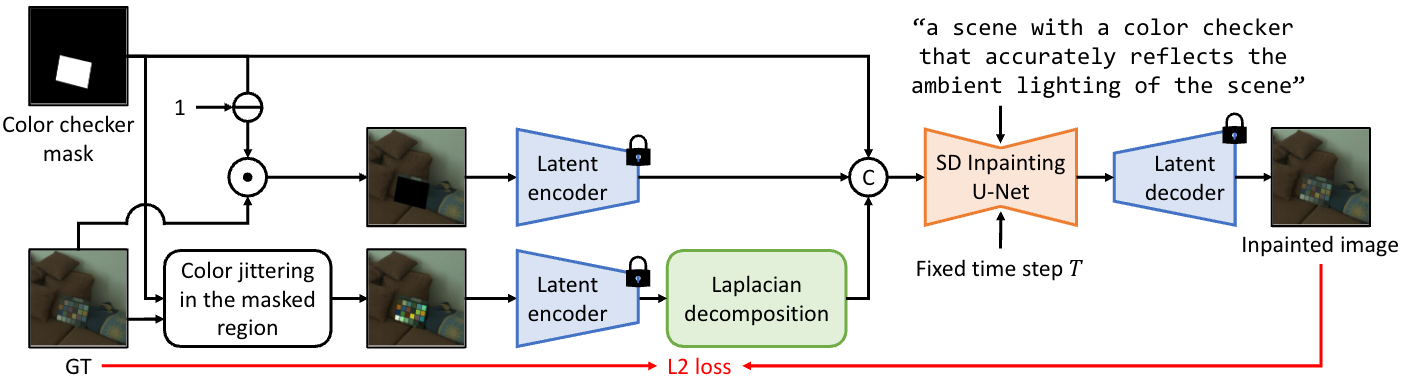 “a scene with a color checker
that accurately reflects the
ambient lighting of the scene”
1
Color checker
mask
Latent
encoder
C
SD Inpainting
U-Net
Latent
decoder
Inpainted image
Color jittering
in the masked
region
Latent
encoder
Laplacian
decomposition
Fixed time step T
GT
L2 loss